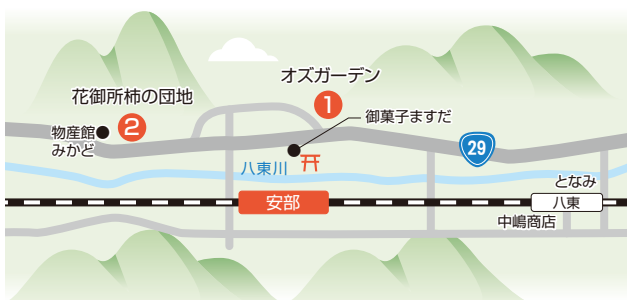 オズガーデン
1
花御所柿の団地
2
御菓子ますだ
物産館
みかど
29
八東川
となみ
安部
八東
中嶋商店